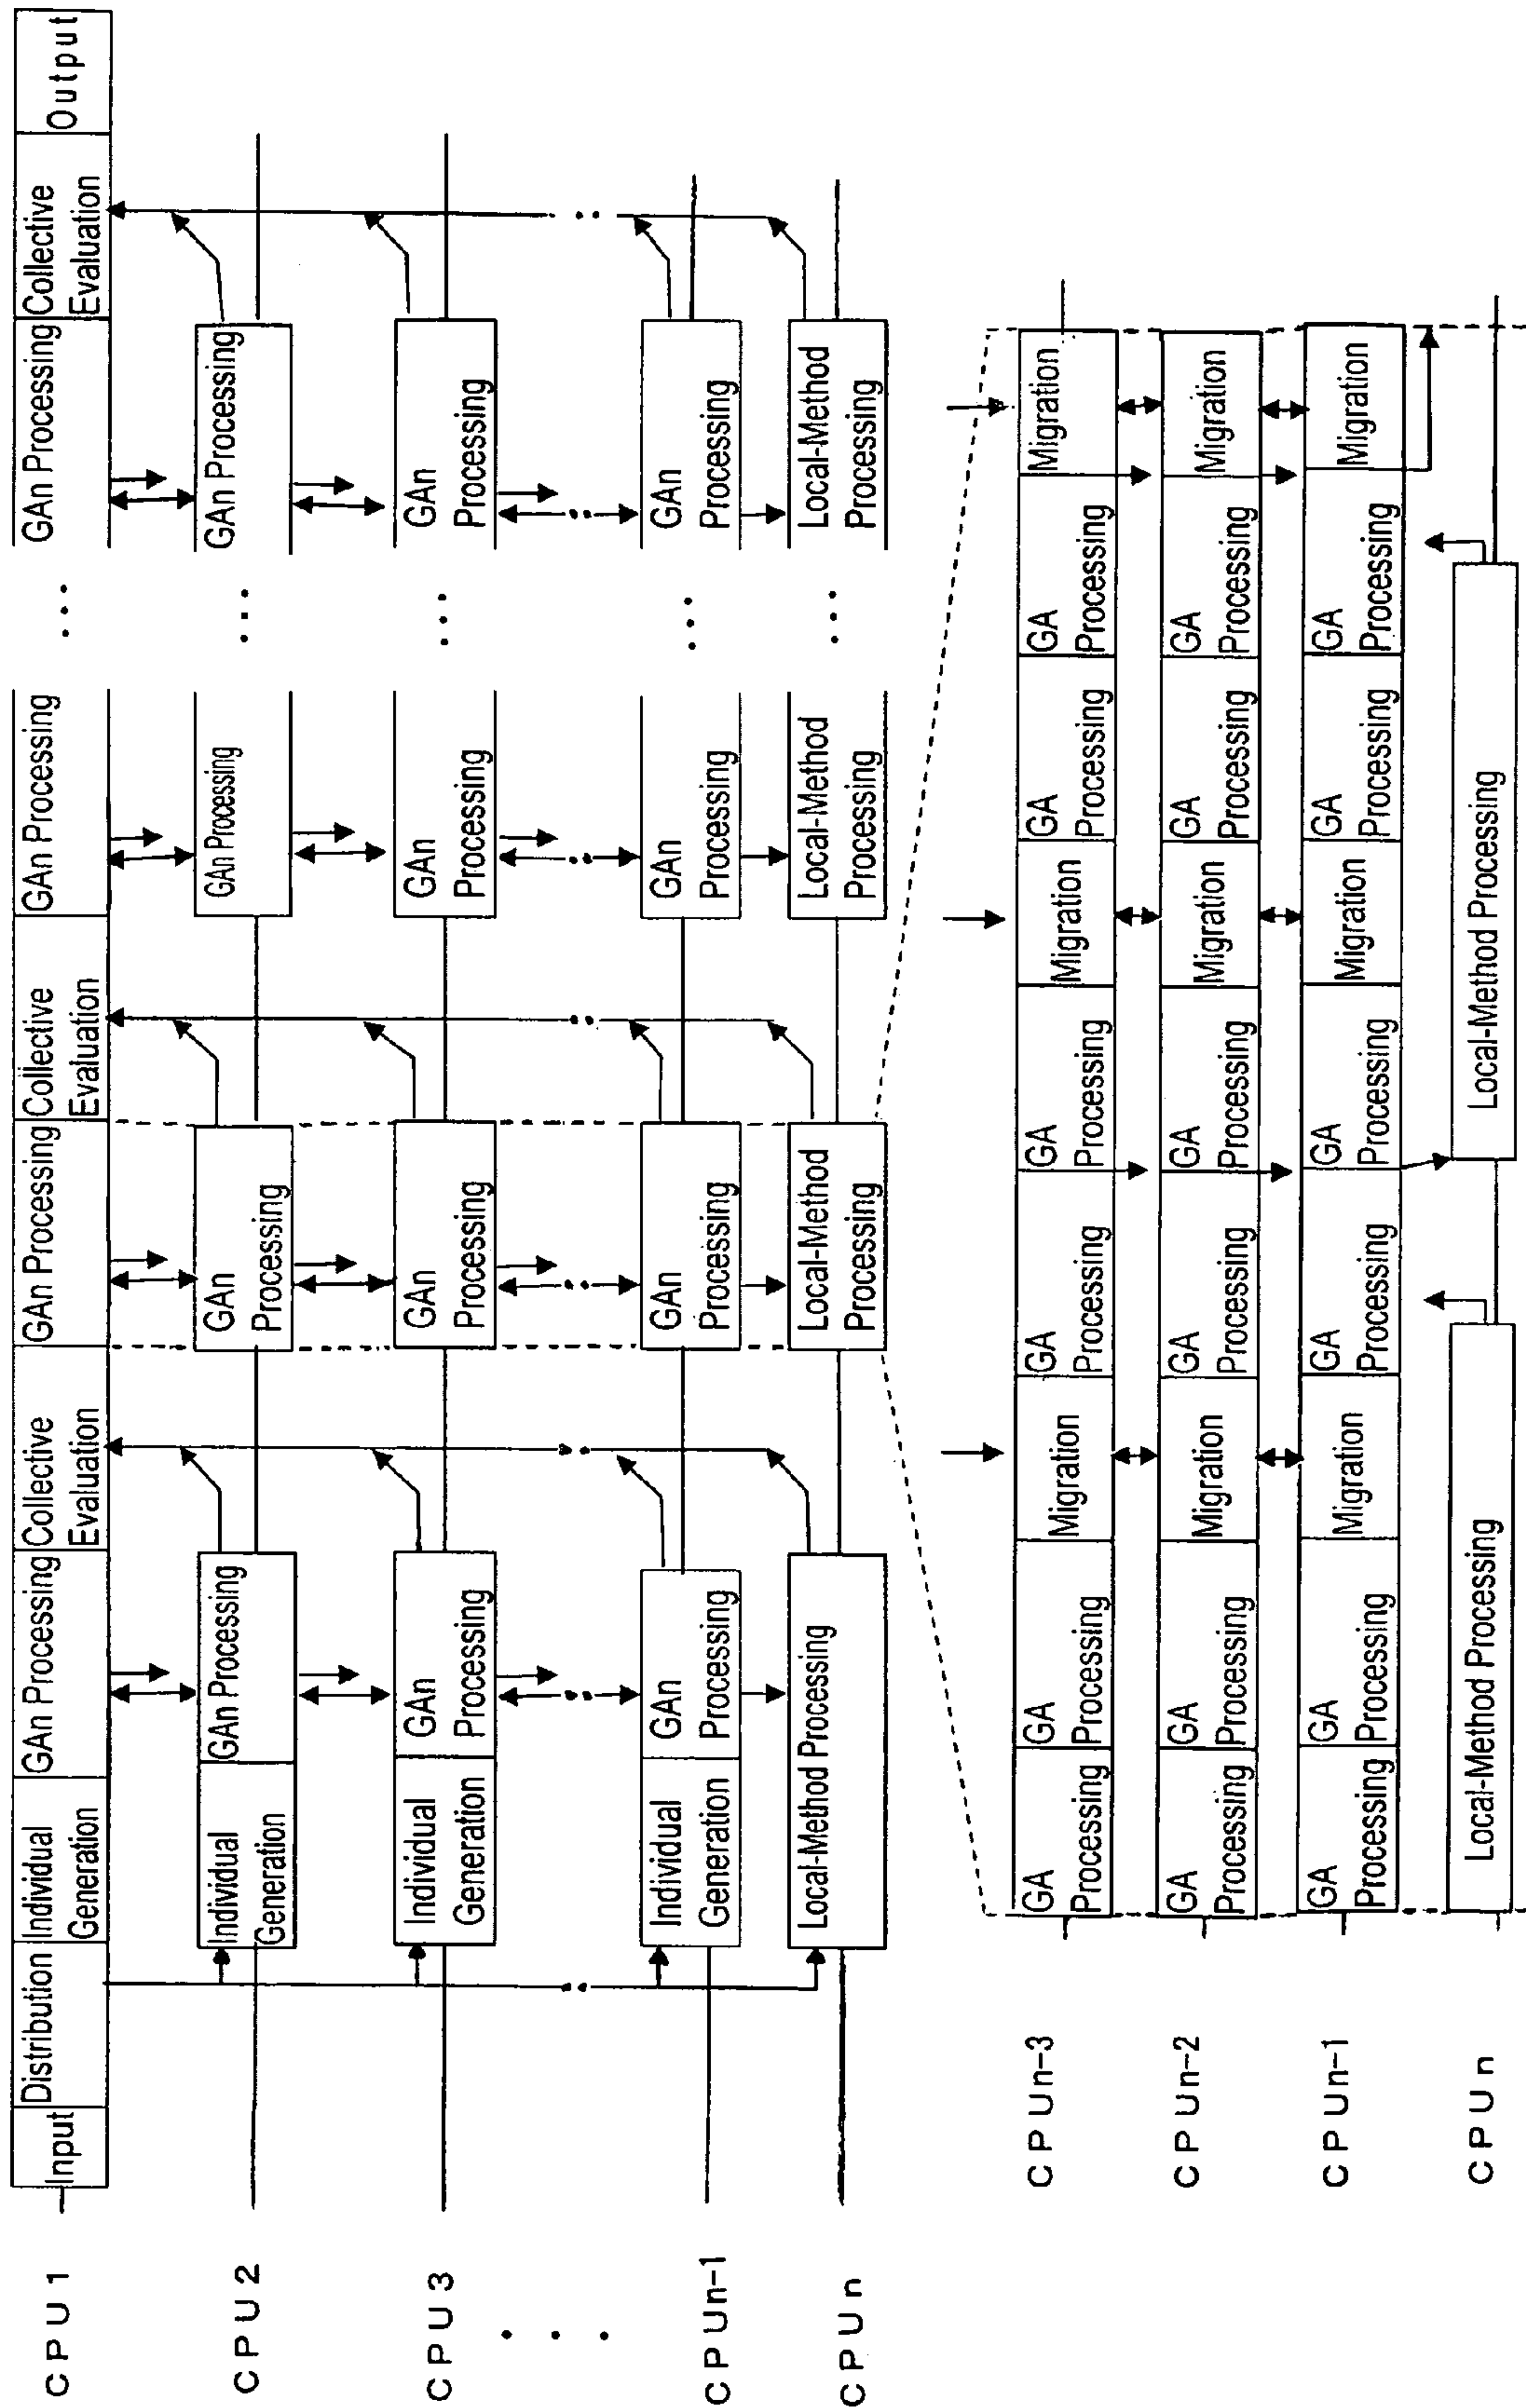 CPU1
Input
Distribution
Individual
Generation
GAn Processing
Collective
Evaluation
GAn Processing
Collective
Evaluation
GAn Processing
...
GAn Processing
Collective
Evaluation
Output
CPU2
Individual
Generation
GAn Processing
GAn
Processing
GAn Processing
...
GAn Processing
CPU3
Individual
Generation
GAn
Processing
GAn
Processing
GAn
Processing
...
GAn
Processing
...
CPUn-1
Individual
Generation
GAn
Processing
GAn
Processing
GAn
Processing
...
GAn
Processing
CPUn
Local-Method Processing
Local-Method
Processing
Local-Method
Processing
...
Local-Method
Processing
CPUn-3
GA
Processing
GA
Processing
Migration
GA
Processing
GA
Processing
Migration
GA
Processing
GA
Processing
Migration
CPUn-2
GA
Processing
GA
Processing
Migration
GA
Processing
GA
Processing
Migration
GA
Processing
GA
Processing
Migration
CPUn-1
GA
Processing
GA
Processing
Migration
GA
Processing
GA
Processing
Migration
GA
Processing
GA
Processing
Migration
CPUn
Local-Method Processing
Local-Method Processing